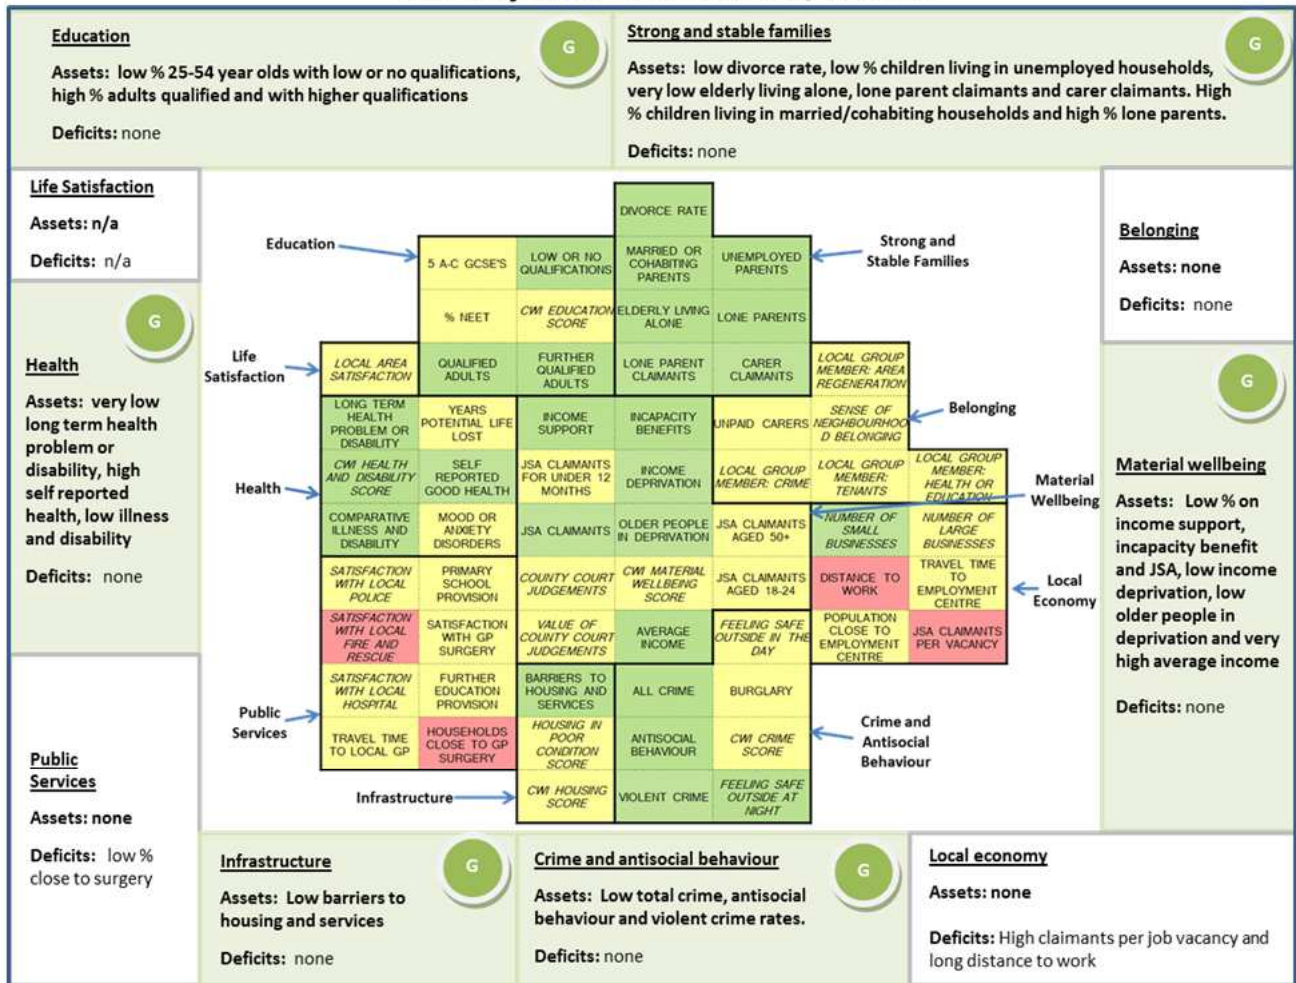 Education
G
Assets: low % 25-54 year olds with low or no qualifications,
high % adults qualified and with higher qualifications
Deficits: none
Strong and stable families
G
Assets: low divorce rate, low % children living in unemployed households,
very low elderly living alone, lone parent claimants and carer claimants. High
% children living in married/cohabiting households and high % lone parents.
Deficits: none
Life Satisfaction
Assets: n/a
Deficits: n/a
G
Health
Assets: very low
long term health
problem or
disability, high
self reported
health, low illness
and disability
Deficits: none
Public
Services
Assets: none
Deficits: low %
close to surgery
Education
Strong and
Stable Families
Life
Satisfaction
Belonging
Health
Material
Wellbeing
Local
Economy
Public
Services
Crime and
Antisocial
Behaviour
Infrastructure
DIVORCE RATE
5 A-C GCSE'S
LOW OR NO
QUALIFICATIONS
MARRIED OR
COHABITING
PARENTS
UNEMPLOYED
PARENTS
% NEET
CWI EDUCATION
SCORE
ELDERLY LIVING
ALONE
LONE PARENTS
LOCAL AREA
SATISFACTION
QUALIFIED
ADULTS
FURTHER
QUALIFIED
ADULTS
LONE PARENT
CLAIMANTS
CARER
CLAIMANTS
LOCAL GROUP
MEMBER: AREA
REGENERATION
LONG TERM
HEALTH
PROBLEM OR
DISABILITY
YEARS
POTENTIAL LIFE
LOST
INCOME
SUPPORT
INCAPACITY
BENEFITS
UNPAID CARERS
SENSE OF
NEIGHBOURHOO
D BELONGING
CWI HEALTH
AND DISABILITY
SCORE
SELF
REPORTED
GOOD HEALTH
JSA CLAIMANTS
FOR UNDER 12
MONTHS
INCOME
DEPRIVATION
LOCAL GROUP
MEMBER: CRIME
LOCAL GROUP
MEMBER:
TENANTS
LOCAL GROUP
MEMBER:
HEALTH OR
EDUCATION
COMPARATIVE
ILLNESS AND
DISABILITY
MOOD OR
ANXIETY
DISORDERS
JSA CLAIMANTS
OLDER PEOPLE
IN DEPRIVATION
JSA CLAIMANTS
AGED 50+
NUMBER OF
SMALL
BUSINESSES
NUMBER OF
LARGE
BUSINESSES
SATISFACTION
WITH LOCAL
POLICE
PRIMARY
SCHOOL
PROVISION
COUNTY COURT
JUDGEMENTS
CWI MATERIAL
WELLBEING
SCORE
JSA CLAIMANTS
AGED 18-24
DISTANCE TO
WORK
TRAVEL TIME
TO
EMPLOYMENT
CENTRE
SATISFACTION
WITH LOCAL
FIRE AND
RESCUE
SATISFACTION
WITH GP
SURGERY
VALUE OF
COUNTY COURT
JUDGEMENTS
AVERAGE
INCOME
FEELING SAFE
OUTSIDE IN THE
DAY
POPULATION
CLOSE TO
EMPLOYMENT
CENTRE
JSA CLAIMANTS
PER VACANCY
SATISFACTION
WITH LOCAL
HOSPITAL
FURTHER
EDUCATION
PROVISION
BARRIERS TO
HOUSING AND
SERVICES
ALL CRIME
BURGLARY
TRAVEL TIME
TO LOCAL GP
HOUSEHOLDS
CLOSE TO GP
SURGERY
HOUSING IN
POOR
CONDITION
SCORE
ANTISOCIAL
BEHAVIOUR
CWI CRIME
SCORE
CWI HOUSING
SCORE
VIOLENT CRIME
FEELING SAFE
OUTSIDE AT
NIGHT
Belonging
Assets: none
Deficits: none
G
Material wellbeing
Assets: Low % on
income support,
incapacity benefit
and JSA, low income
deprivation, low
older people in
deprivation and very
high average income
Deficits: none
Infrastructure
G
Assets: Low barriers to
housing and services
Deficits: none
Crime and antisocial behaviour
G
Assets: Low total crime, antisocial
behaviour and violent crime rates.
Deficits: none
Local economy
Assets: none
Deficits: High claimants per job vacancy and
long distance to work